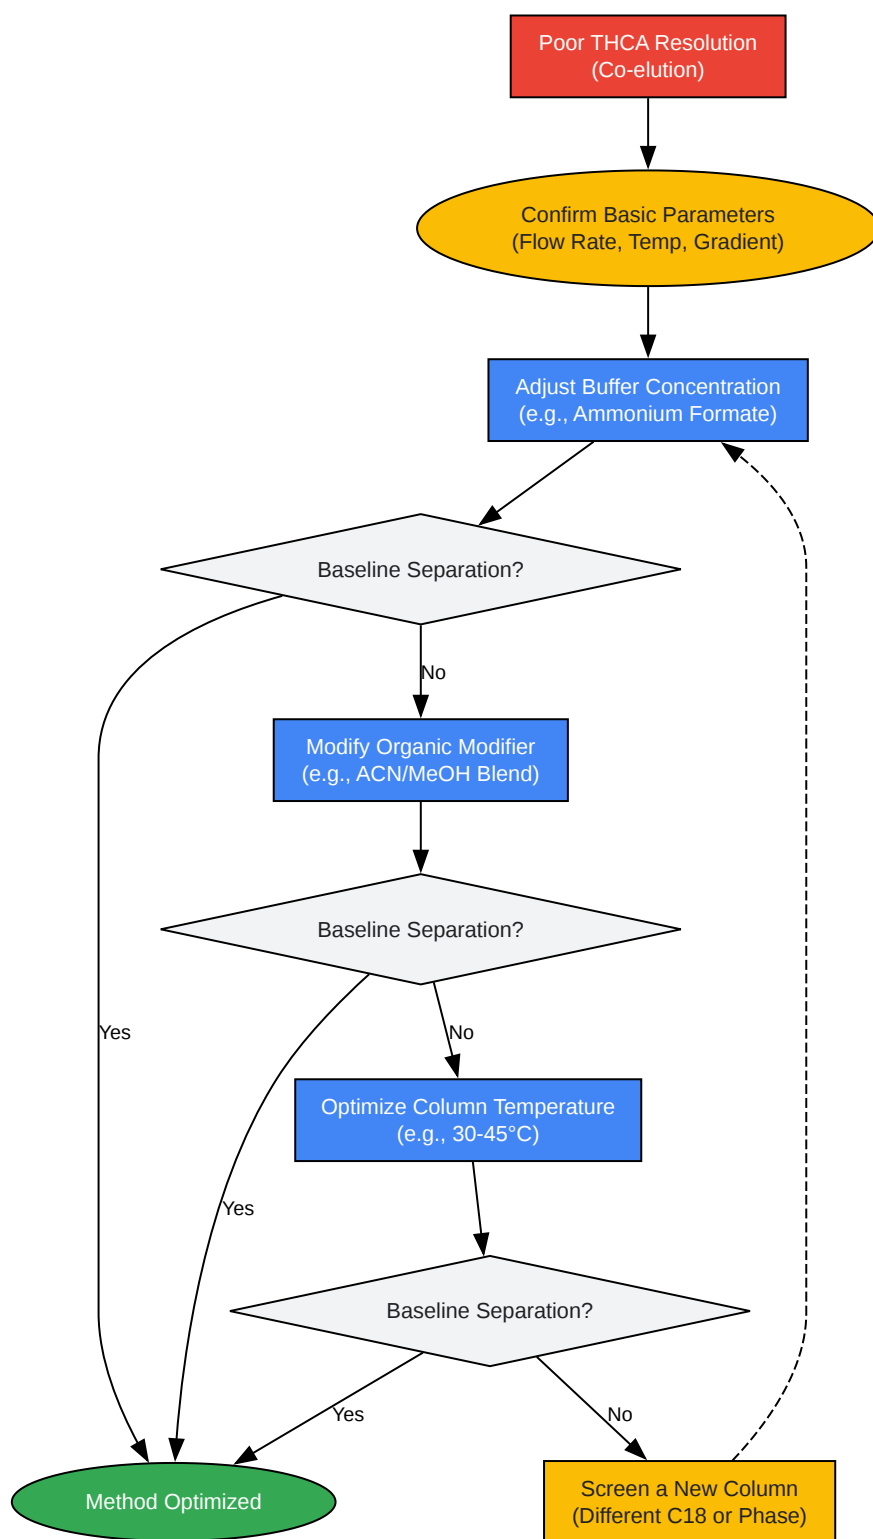 Poor THCA Resolution
(Co-elution)
Confirm Basic Parameters
(Flow Rate, Temp, Gradient)
Adjust Buffer Concentration
(e.g., Ammonium Formate)
Baseline Separation?
No
Modify Organic Modifier
(e.g., ACN/MeOH Blend)
Baseline Separation?
Yes
No
Optimize Column Temperature
(e.g., 30-45°C)
Yes
Baseline Separation?
Yes
No
Method Optimized
Screen a New Column
(Different C18 or Phase)